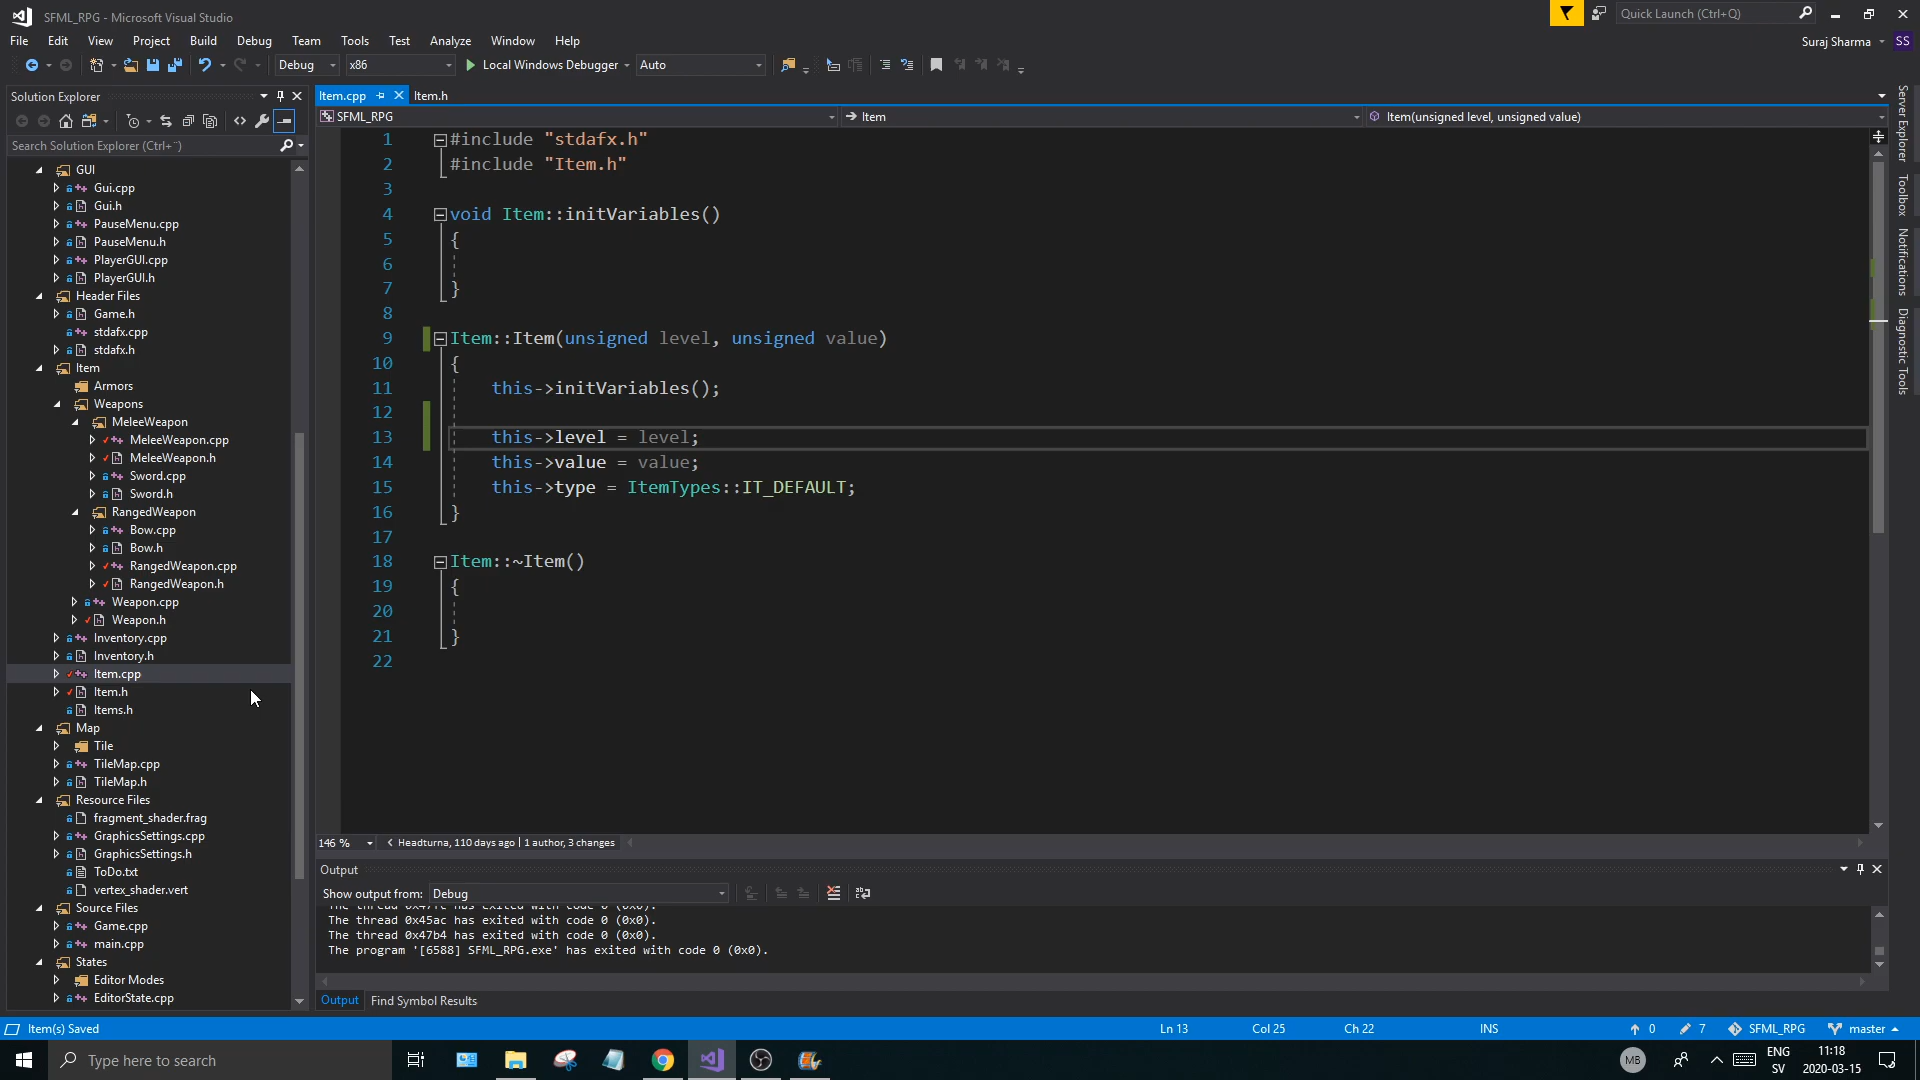 SFML_RPG - Microsoft Visual Studio
Quick Launch (Ctrl+Q)
File Edit View Project Build Debug Team Tools Test Analyze Window Help
Suraj Sharma SS
Debug x86 Local Windows Debugger Auto
Solution Explorer
Search Solution Explorer (Ctrl+¨)
GUI
Gui.cpp
Gui.h
PauseMenu.cpp
PauseMenu.h
PlayerGUI.cpp
PlayerGUI.h
Header Files
Game.h
stdafx.cpp
stdafx.h
Item
Armors
Weapons
MeleeWeapon
MeleeWeapon.cpp
MeleeWeapon.h
Sword.cpp
Sword.h
RangedWeapon
Bow.cpp
Bow.h
RangedWeapon.cpp
RangedWeapon.h
Weapon.cpp
Weapon.h
Inventory.cpp
Inventory.h
Item.cpp
Item.h
Items.h
Map
Tile
TileMap.cpp
TileMap.h
Resource Files
fragment_shader.frag
GraphicsSettings.cpp
GraphicsSettings.h
ToDo.txt
vertex_shader.vert
Source Files
Game.cpp
main.cpp
States
Editor Modes
EditorState.cpp
Item.cpp Item.h
SFML_RPG Item Item(unsigned level, unsigned value)
1 #include "stdafx.h"
2 #include "Item.h"
3
4 void Item::initVariables()
5 {
6
7 }
8
9 Item::Item(unsigned level, unsigned value)
10 {
11 this->initVariables();
12
13 this->level = level;
14 this->value = value;
15 this->type = ItemTypes::IT_DEFAULT;
16 }
17
18 Item::~Item()
19 {
20
21 }
22
146 % Headturna, 110 days ago | 1 author, 3 changes
Output
Show output from: Debug
The thread 0x45ac has exited with code 0 (0x0).
The thread 0x47b4 has exited with code 0 (0x0).
The program '[6588] SFML_RPG.exe' has exited with code 0 (0x0).
Output Find Symbol Results
Server Explorer
Toolbox
Notifications
Diagnostic Tools
Item(s) Saved Ln 13 Col 25 Ch 22 INS 0 7 SFML_RPG master
Type here to search
MB
ENG
SV
11:18
2020-03-15